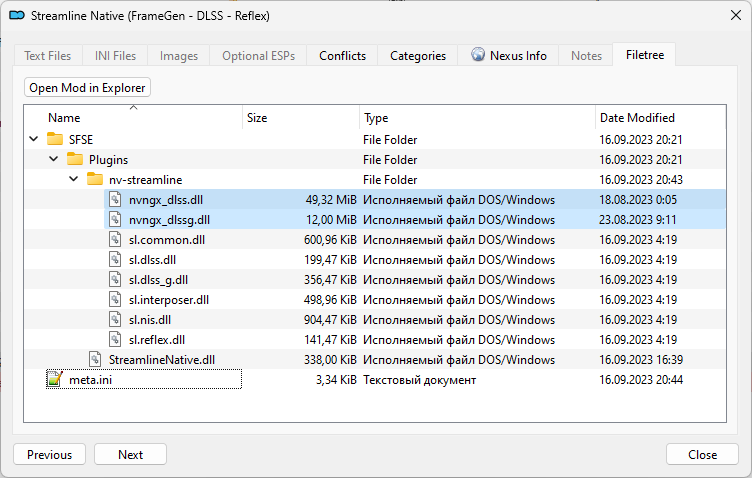 Streamline Native (FrameGen - DLSS - Reflex)
Text Files INI Files Images Optional ESPs Conflicts Categories Nexus Info Notes Filetree
Open Mod in Explorer
Name Size Type Date Modified
SFSE File Folder 16.09.2023 20:21
Plugins File Folder 16.09.2023 20:21
nv-streamline File Folder 16.09.2023 20:43
nvngx_dlss.dll 49,32 MiB Исполняемый файл DOS/Windows 18.08.2023 0:05
nvngx_dlssg.dll 12,00 MiB Исполняемый файл DOS/Windows 23.08.2023 9:11
sl.common.dll 600,96 KiB Исполняемый файл DOS/Windows 16.09.2023 4:19
sl.dlss.dll 199,47 KiB Исполняемый файл DOS/Windows 16.09.2023 4:19
sl.dlss_g.dll 356,47 KiB Исполняемый файл DOS/Windows 16.09.2023 4:19
sl.interposer.dll 498,96 KiB Исполняемый файл DOS/Windows 16.09.2023 4:19
sl.nis.dll 904,47 KiB Исполняемый файл DOS/Windows 16.09.2023 4:19
sl.reflex.dll 141,47 KiB Исполняемый файл DOS/Windows 16.09.2023 4:19
StreamlineNative.dll 338,00 KiB Исполняемый файл DOS/Windows 16.09.2023 16:39
meta.ini 3,34 KiB Текстовый документ 16.09.2023 20:44
Previous Next Close